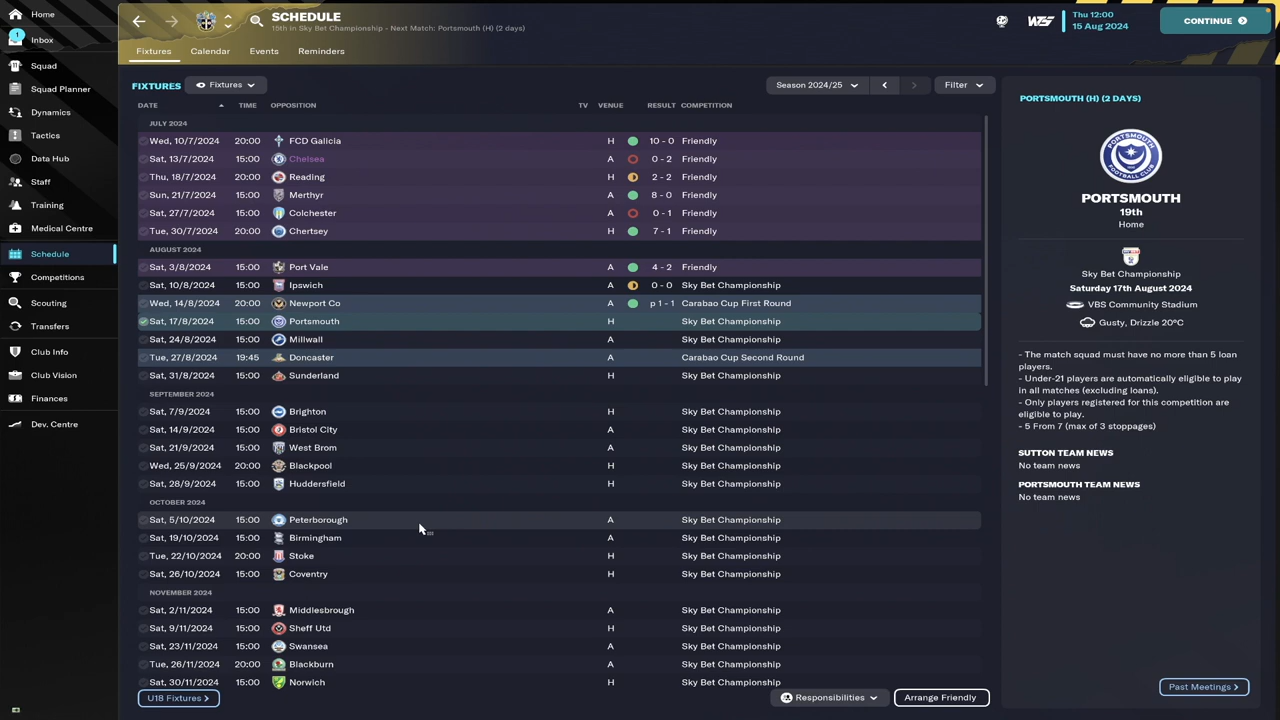 Home
Inbox
1
Squad
Squad Planner
Dynamics
Tactics
Data Hub
Staff
Training
Medical Centre
Schedule
Competitions
Scouting
Transfers
Club Info
Club Vision
Finances
Dev. Centre
SCHEDULE
15th in Sky Bet Championship - Next Match: Portsmouth (H) (2 days)
Thu 12:00
15 Aug 2024
CONTINUE
Fixtures Calendar Events Reminders
FIXTURES Fixtures Season 2024/25 Filter
DATE TIME OPPOSITION TV VENUE RESULT COMPETITION
JULY 2024
Wed, 10/7/2024 20:00 FCD Galicia H 10 - 0 Friendly
Sat, 13/7/2024 15:00 Chelsea A 0 - 2 Friendly
Thu, 18/7/2024 20:00 Reading H 2 - 2 Friendly
Sun, 21/7/2024 15:00 Merthyr A 8 - 0 Friendly
Sat, 27/7/2024 15:00 Colchester A 0 - 1 Friendly
Tue, 30/7/2024 20:00 Chertsey H 7 - 1 Friendly
AUGUST 2024
Sat, 3/8/2024 15:00 Port Vale A 4 - 2 Friendly
Sat, 10/8/2024 15:00 Ipswich A 0 - 0 Sky Bet Championship
Wed, 14/8/2024 20:00 Newport Co A p 1 - 1 Carabao Cup First Round
Sat, 17/8/2024 15:00 Portsmouth H Sky Bet Championship
Sat, 24/8/2024 15:00 Millwall A Sky Bet Championship
Tue, 27/8/2024 19:45 Doncaster A Carabao Cup Second Round
Sat, 31/8/2024 15:00 Sunderland H Sky Bet Championship
SEPTEMBER 2024
Sat, 7/9/2024 15:00 Brighton H Sky Bet Championship
Sat, 14/9/2024 15:00 Bristol City A Sky Bet Championship
Sat, 21/9/2024 15:00 West Brom A Sky Bet Championship
Wed, 25/9/2024 20:00 Blackpool H Sky Bet Championship
Sat, 28/9/2024 15:00 Huddersfield H Sky Bet Championship
OCTOBER 2024
Sat, 5/10/2024 15:00 Peterborough A Sky Bet Championship
Sat, 19/10/2024 15:00 Birmingham A Sky Bet Championship
Tue, 22/10/2024 20:00 Stoke H Sky Bet Championship
Sat, 26/10/2024 15:00 Coventry H Sky Bet Championship
NOVEMBER 2024
Sat, 2/11/2024 15:00 Middlesbrough A Sky Bet Championship
Sat, 9/11/2024 15:00 Sheff Utd H Sky Bet Championship
Sat, 23/11/2024 15:00 Swansea A Sky Bet Championship
Tue, 26/11/2024 20:00 Blackburn A Sky Bet Championship
Sat, 30/11/2024 15:00 Norwich H Sky Bet Championship
U18 Fixtures
Responsibilities
Arrange Friendly
PORTSMOUTH (H) (2 DAYS)
PORTSMOUTH
19th
Home
Sky Bet Championship
Saturday 17th August 2024
VBS Community Stadium
Gusty, Drizzle 20ºC
- The match squad must have no more than 5 loan
players.
- Under-21 players are automatically eligible to play
in all matches (excluding loans).
- Only players registered for this competition are
eligible to play.
- 5 From 7 (max of 3 stoppages)
SUTTON TEAM NEWS
No team news
PORTSMOUTH TEAM NEWS
No team news
Past Meetings